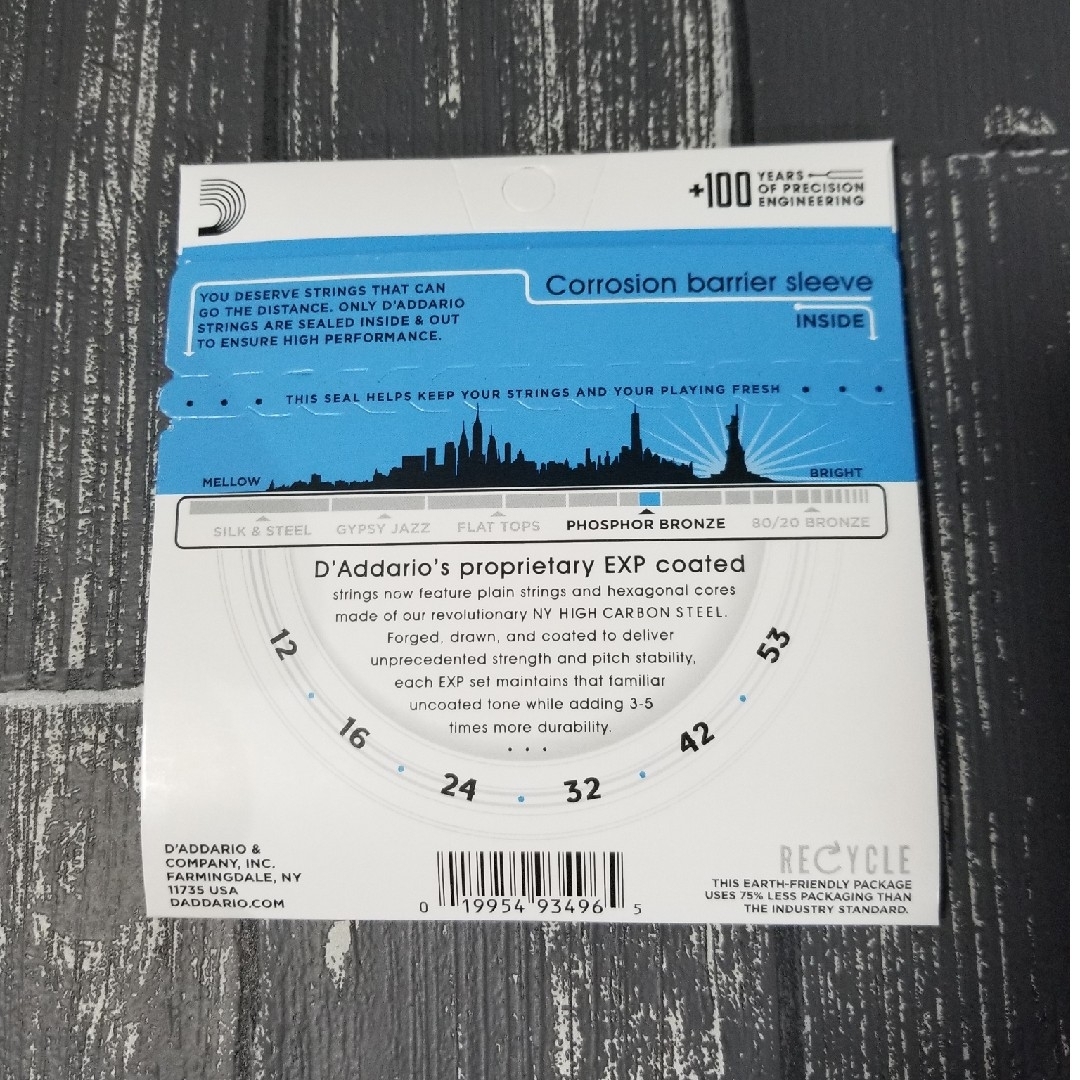 +100 YEARS
OF PRECISION
ENGINEERING
YOU DESERVE STRINGS THAT CAN
GO THE DISTANCE. ONLY D'ADDARIO
STRINGS ARE SEALED INSIDE & OUT
TO ENSURE HIGH PERFORMANCE.
Corrosion barrier sleeve
INSIDE
• • • THIS SEAL HELPS KEEP YOUR STRINGS AND YOUR PLAYING FRESH • • •
MELLOW
BRIGHT
SILK & STEEL GYPSY JAZZ FLAT TOPS PHOSPHOR BRONZE 80/20 BRONZE
D'Addario's proprietary EXP coated
strings now feature plain strings and hexagonal cores
made of our revolutionary NY HIGH CARBON STEEL.
Forged, drawn, and coated to deliver
unprecedented strength and pitch stability,
each EXP set maintains that familiar
uncoated tone while adding 3-5
times more durability.
• • •
12 • 16 • 24 • 32 • 42 • 53
D'ADDARIO &
COMPANY, INC.
FARMINGDALE, NY
11735 USA
DADDARIO.COM
0 19954 93496 5
RECYCLE
THIS EARTH-FRIENDLY PACKAGE
USES 75% LESS PACKAGING THAN
THE INDUSTRY STANDARD.